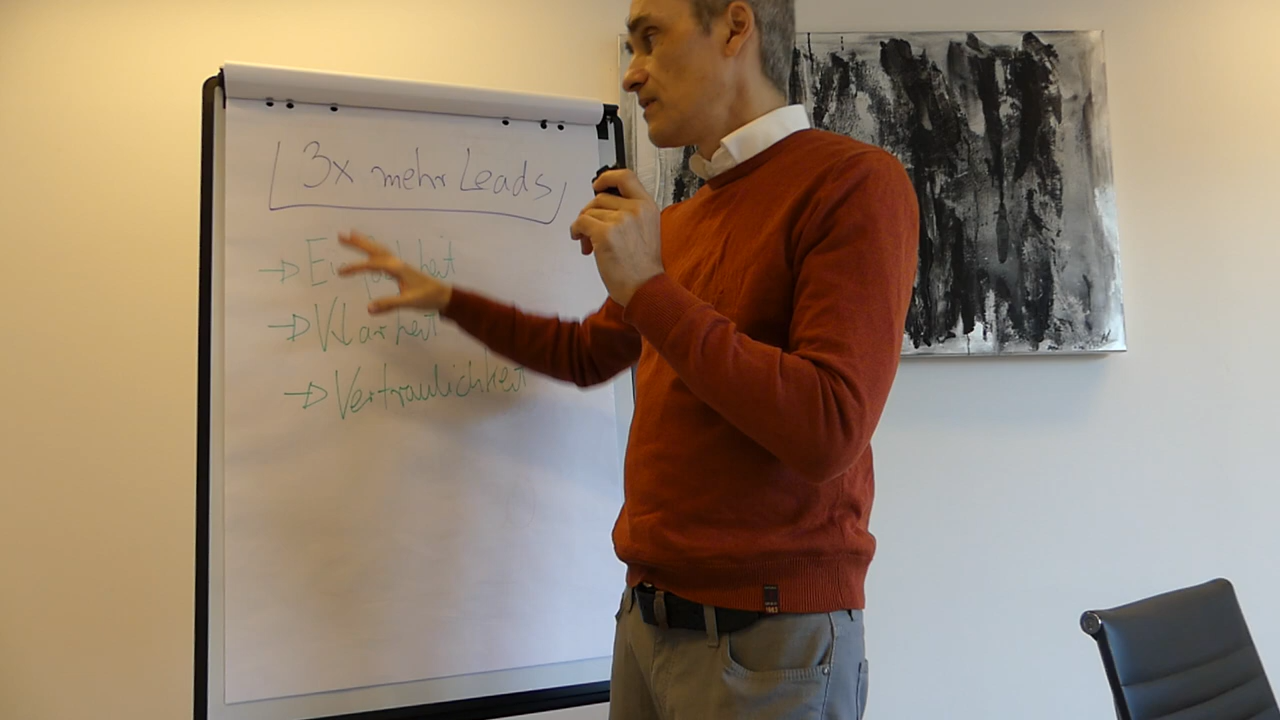 3x mehr Leads
→ Klarheit
→ Vertraulichkeit